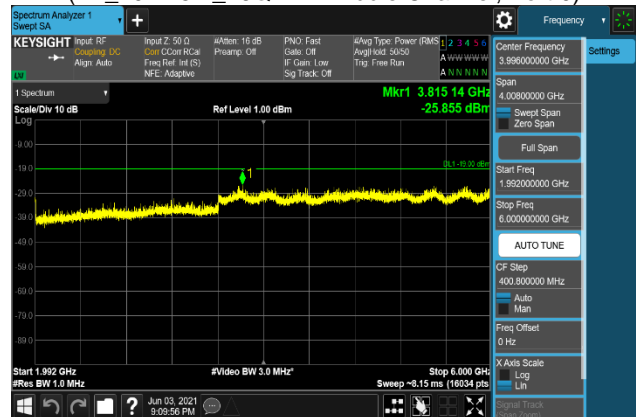 Spectrum Analyzer 1
Swept SA
Frequency
Settings
KEYSIGHT
Input: RF
Coupling: DC
Align: Auto
Input Z: 50 Ω
Corr CCorr RCal
Freq Ref: Int (S)
NFE: Adaptive
#Atten: 16 dB
Preamp: Off
PNO: Fast
Gate: Off
IF Gain: Low
Sig Track: Off
#Avg Type: Power (RMS
Avg|Hold: 50/50
Trig: Free Run
1 2 3 4 5 6
A W W W W W
A N N N N N
LW
1 Spectrum
Scale/Div 10 dB
Log
Ref Level 1.00 dBm
Mkr1 3.815 14 GHz
-25.855 dBm
-9.00
-19.0
-29.0
-39.0
-49.0
-59.0
-69.0
-79.0
-89.0
1
DL1 -19.00 dBm
Start 1.992 GHz
#Res BW 1.0 MHz
#Video BW 3.0 MHz*
Stop 6.000 GHz
Sweep ~8.15 ms (16034 pts
Center Frequency
3.996000000 GHz
Span
4.00800000 GHz
Swept Span
Zero Span
Full Span
Start Freq
1.992000000 GHz
Stop Freq
6.000000000 GHz
AUTO TUNE
CF Step
400.800000 MHz
Auto
Man
Freq Offset
0 Hz
X Axis Scale
Log
Lin
Signal Track
Jun 03, 2021
9:09:56 PM